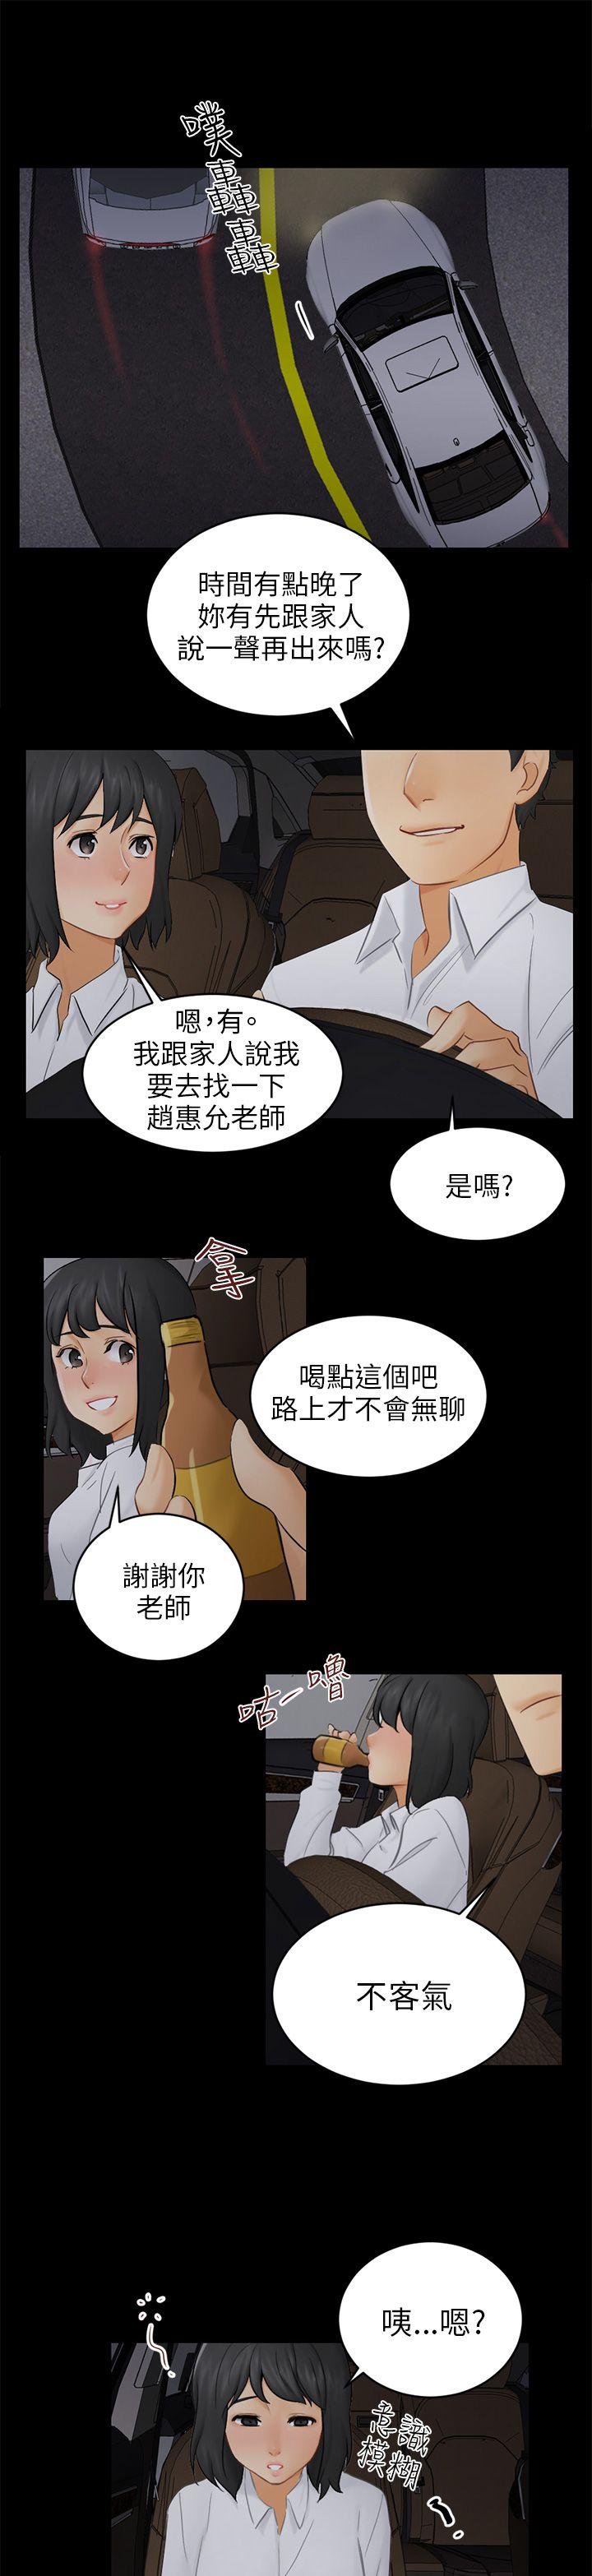 噗
轟轟
時間有點晚了
妳有先跟家人
說一聲再出來嗎?
嗯，有。
我跟家人說我
要去找一下
趙惠允老師
是嗎?
拿
喝點這個吧
路上才不會無聊
謝謝你
老師
咕-嚕
不客氣
咦...嗯?
意識
模糊